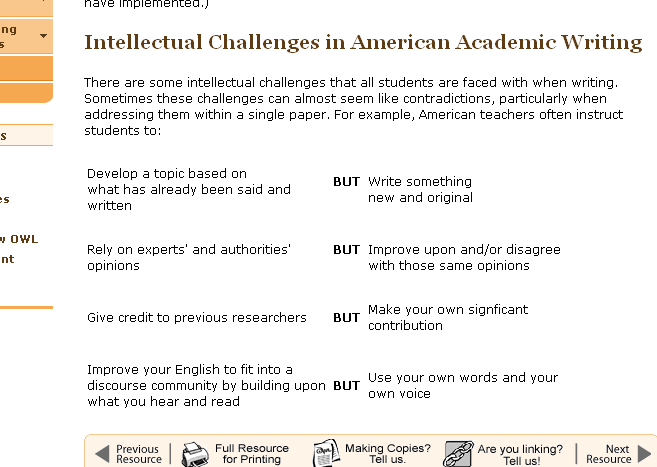 have implemented.)
ng
s
Intellectual Challenges in American Academic Writing
There are some intellectual challenges that all students are faced with when writing.
Sometimes these challenges can almost seem like contradictions, particularly when
addressing them within a single paper. For example, American teachers often instruct
students to:
s
es
w OWL
nt
Develop a topic based on
what has already been said and
written
BUT
Write something
new and original
Rely on experts' and authorities'
opinions
BUT
Improve upon and/or disagree
with those same opinions
Give credit to previous researchers
BUT
Make your own signficant
contribution
Improve your English to fit into a
discourse community by building upon
what you hear and read
BUT
Use your own words and your
own voice
Previous
Resource
Full Resource
for Printing
Making Copies?
Tell us.
Are you linking?
Tell us!
Next
Resource